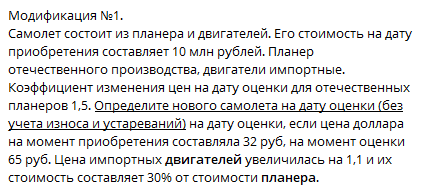 Модификация №1.
Самолет состоит из планера и двигателей. Его стоимость на дату
приобретения составляет 10 млн рублей. Планер
отечественного производства, двигатели импортные.
Коэффициент изменения цен на дату оценки для отечественных
планеров 1,5. Определите нового самолета на дату оценки (без
учета износа и устареваний) на дату оценки, если цена доллара
на момент приобретения составляла 32 руб, на момент оценки
65 руб. Цена импортных двигателей увеличилась на 1,1 и их
стоимость составляет 30% от стоимости планера.